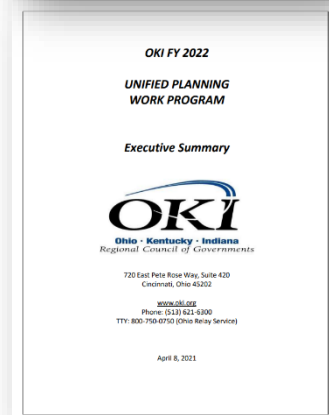 OKI FY 2022
UNIFIED PLANNING
WORK PROGRAM
Executive Summary
OKI
Ohio • Kentucky • Indiana
Regional Council of Governments
720 East Pete Rose Way, Suite 420
Cincinnati, Ohio 45202
www.oki.org
Phone: (513) 621-6300
TTY: 800-750-0750 (Ohio Relay Service)
April 8, 2021